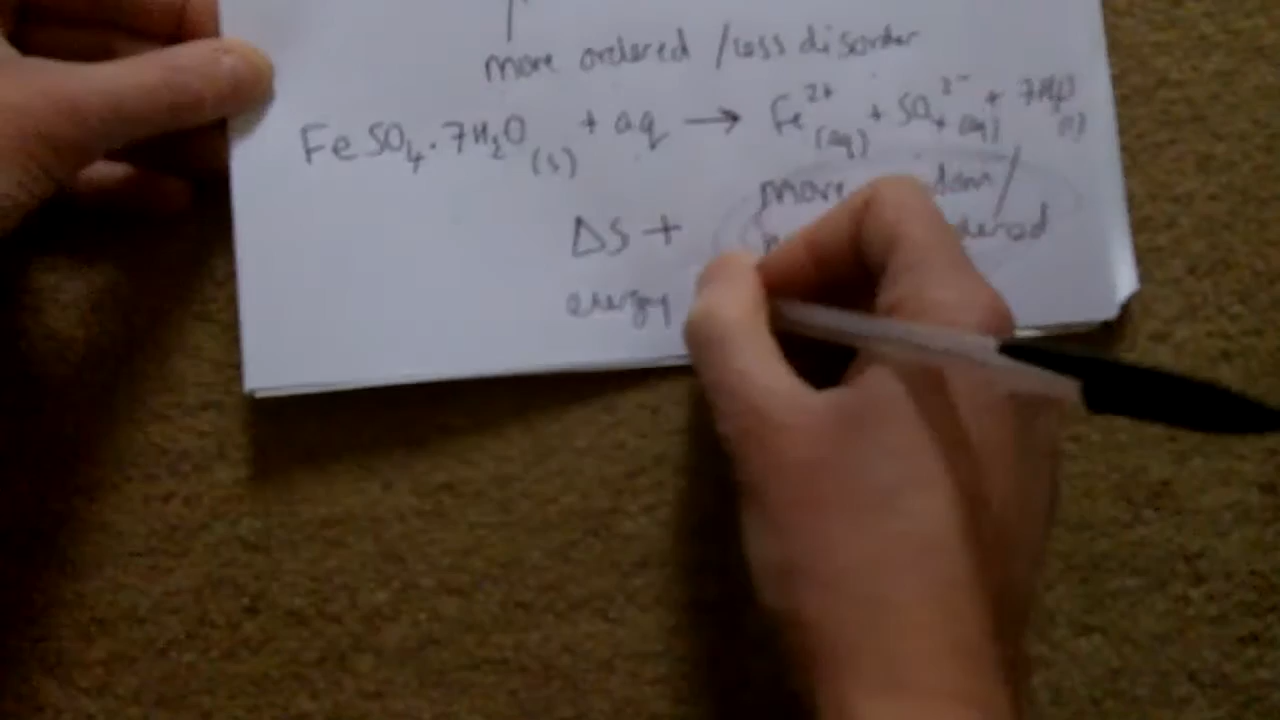 more ordered / less disorder
FeSO₄.7H₂O (s) + aq → Fe²⁺ (aq) + SO₄²⁻ (aq) + 7H₂O (l)
more /
ΔS +
energy